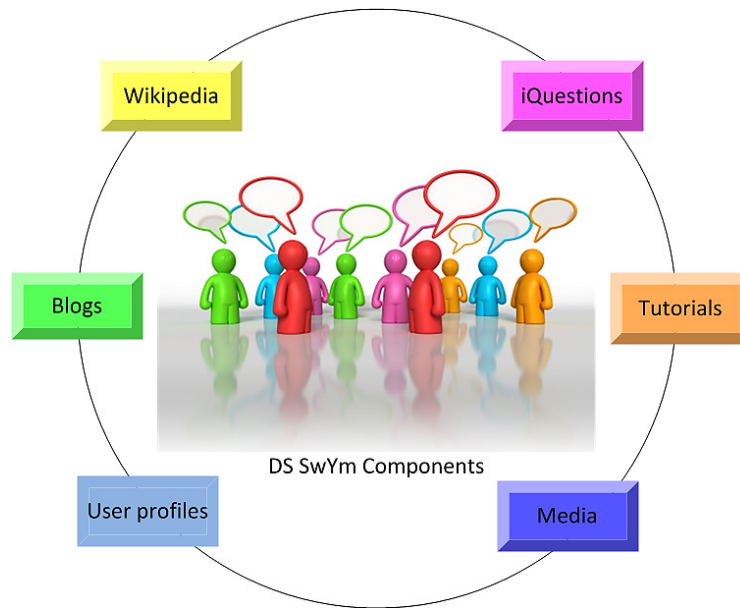 Wikipedia
iQuestions
Blogs
Tutorials
DS SwYm Components
User profiles
Media